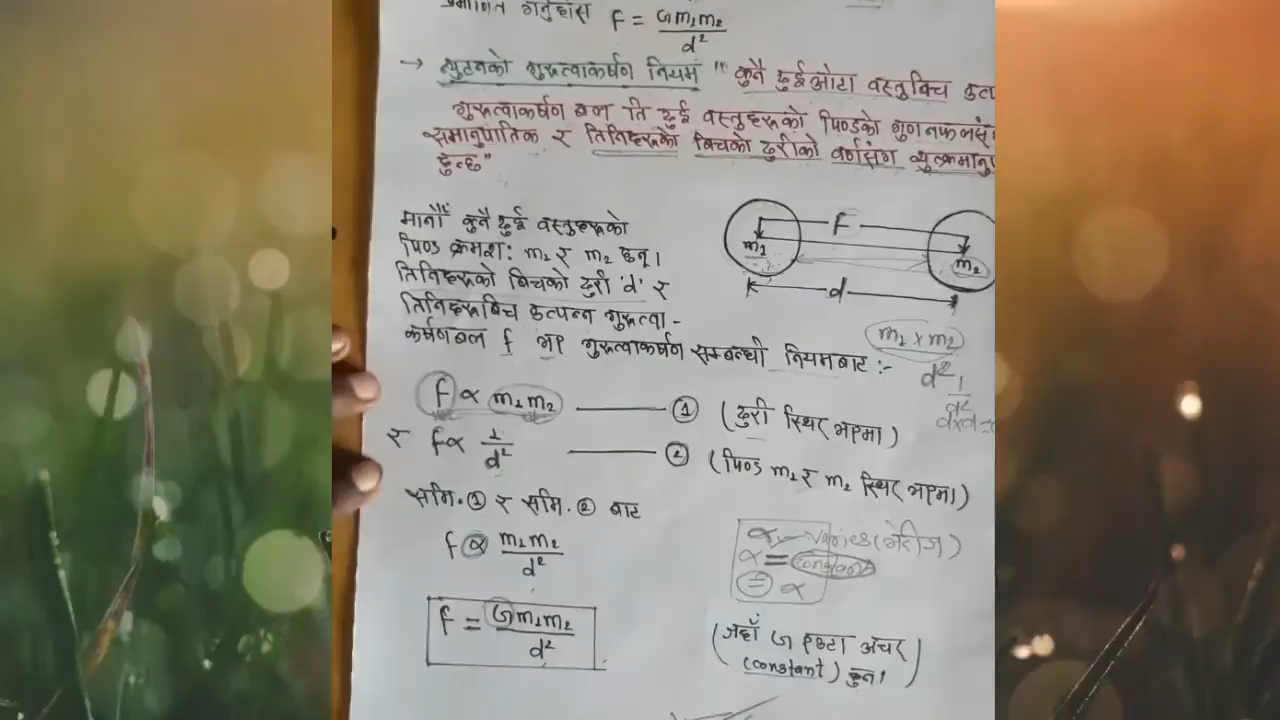 प्रमाणित गर्नुहोस F = Gm₁m₂/d²
→ न्युटनको गुरुत्वाकर्षण नियम "कुनै दुईओटा वस्तुबिच
गुरुत्वाकर्षण बल ति दुई वस्तुहरुको पिण्डको गुणनफलसंग
समानुपातिक र तिनिहरुको बिचको दुरीको वर्गसंग
हुन्छ"
मानौँ कुनै दुई वस्तुहरुको
पिण्ड क्रमश: m₁ र m₂ छन्।
तिनिहरुको बिचको दुरी 'd' र
तिनिहरुबिच उत्पन्न गुरुत्वा-
कर्षणबल f भए गुरुत्वाकर्षण सम्बन्धी नियमबाट :-
F
m₁
m₂
d
m₁ x m₂
d²
1
d²
f ∝ m₁m₂ ——— ① (दुरी स्थिर भएमा)
र f ∝ 1/d² ——— ② (पिण्ड m₁ र m₂ स्थिर भएमा)
समि.① र समि.② बाट
f ∝ m₁m₂/d²
∝ varies (भेरीज)
∝ = constant
= ∝
f = Gm₁m₂/d²
(जहाँ G एउटा अचर
(constant) हुन।)